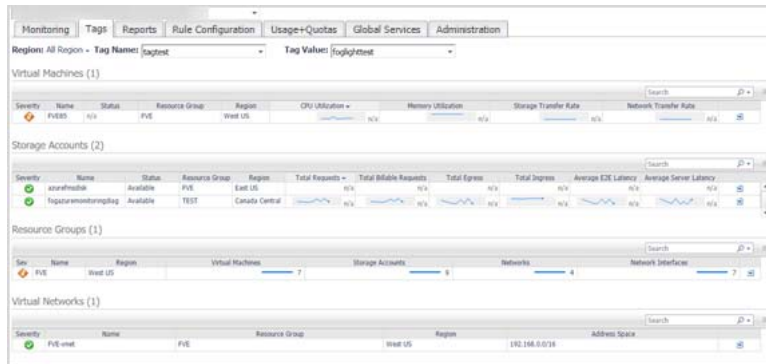 Monitoring Tags Reports Rule Configuration Usage+Quotas Global Services Administration
Region: All Region Tag Name: tagtest Tag Value: foglighttest
Virtual Machines (1)
Search
Severity Name Status Resource Group Region CPU Utilization Memory Utilization Storage Transfer Rate Network Transfer Rate
FVE85 n/a FVE West US n/a n/a n/a n/a
Storage Accounts (2)
Search
Severity Name Status Resource Group Region Total Requests Total Billable Requests Total Egress Total Ingress Average E2E Latency Average Server Latency
azurefmsdisk Available FVE East US n/a n/a n/a n/a n/a n/a
fogazuremonitoringdiag Available TEST Canada Central n/a n/a n/a n/a n/a n/a
Resource Groups (1)
Search
Sev Name Region Virtual Machines Storage Accounts Networks Network Interfaces
FVE West US 7 9 4 7
Virtual Networks (1)
Search
Severity Name Resource Group Region Address Space
FVE-vnet FVE West US 192.168.0.0/16